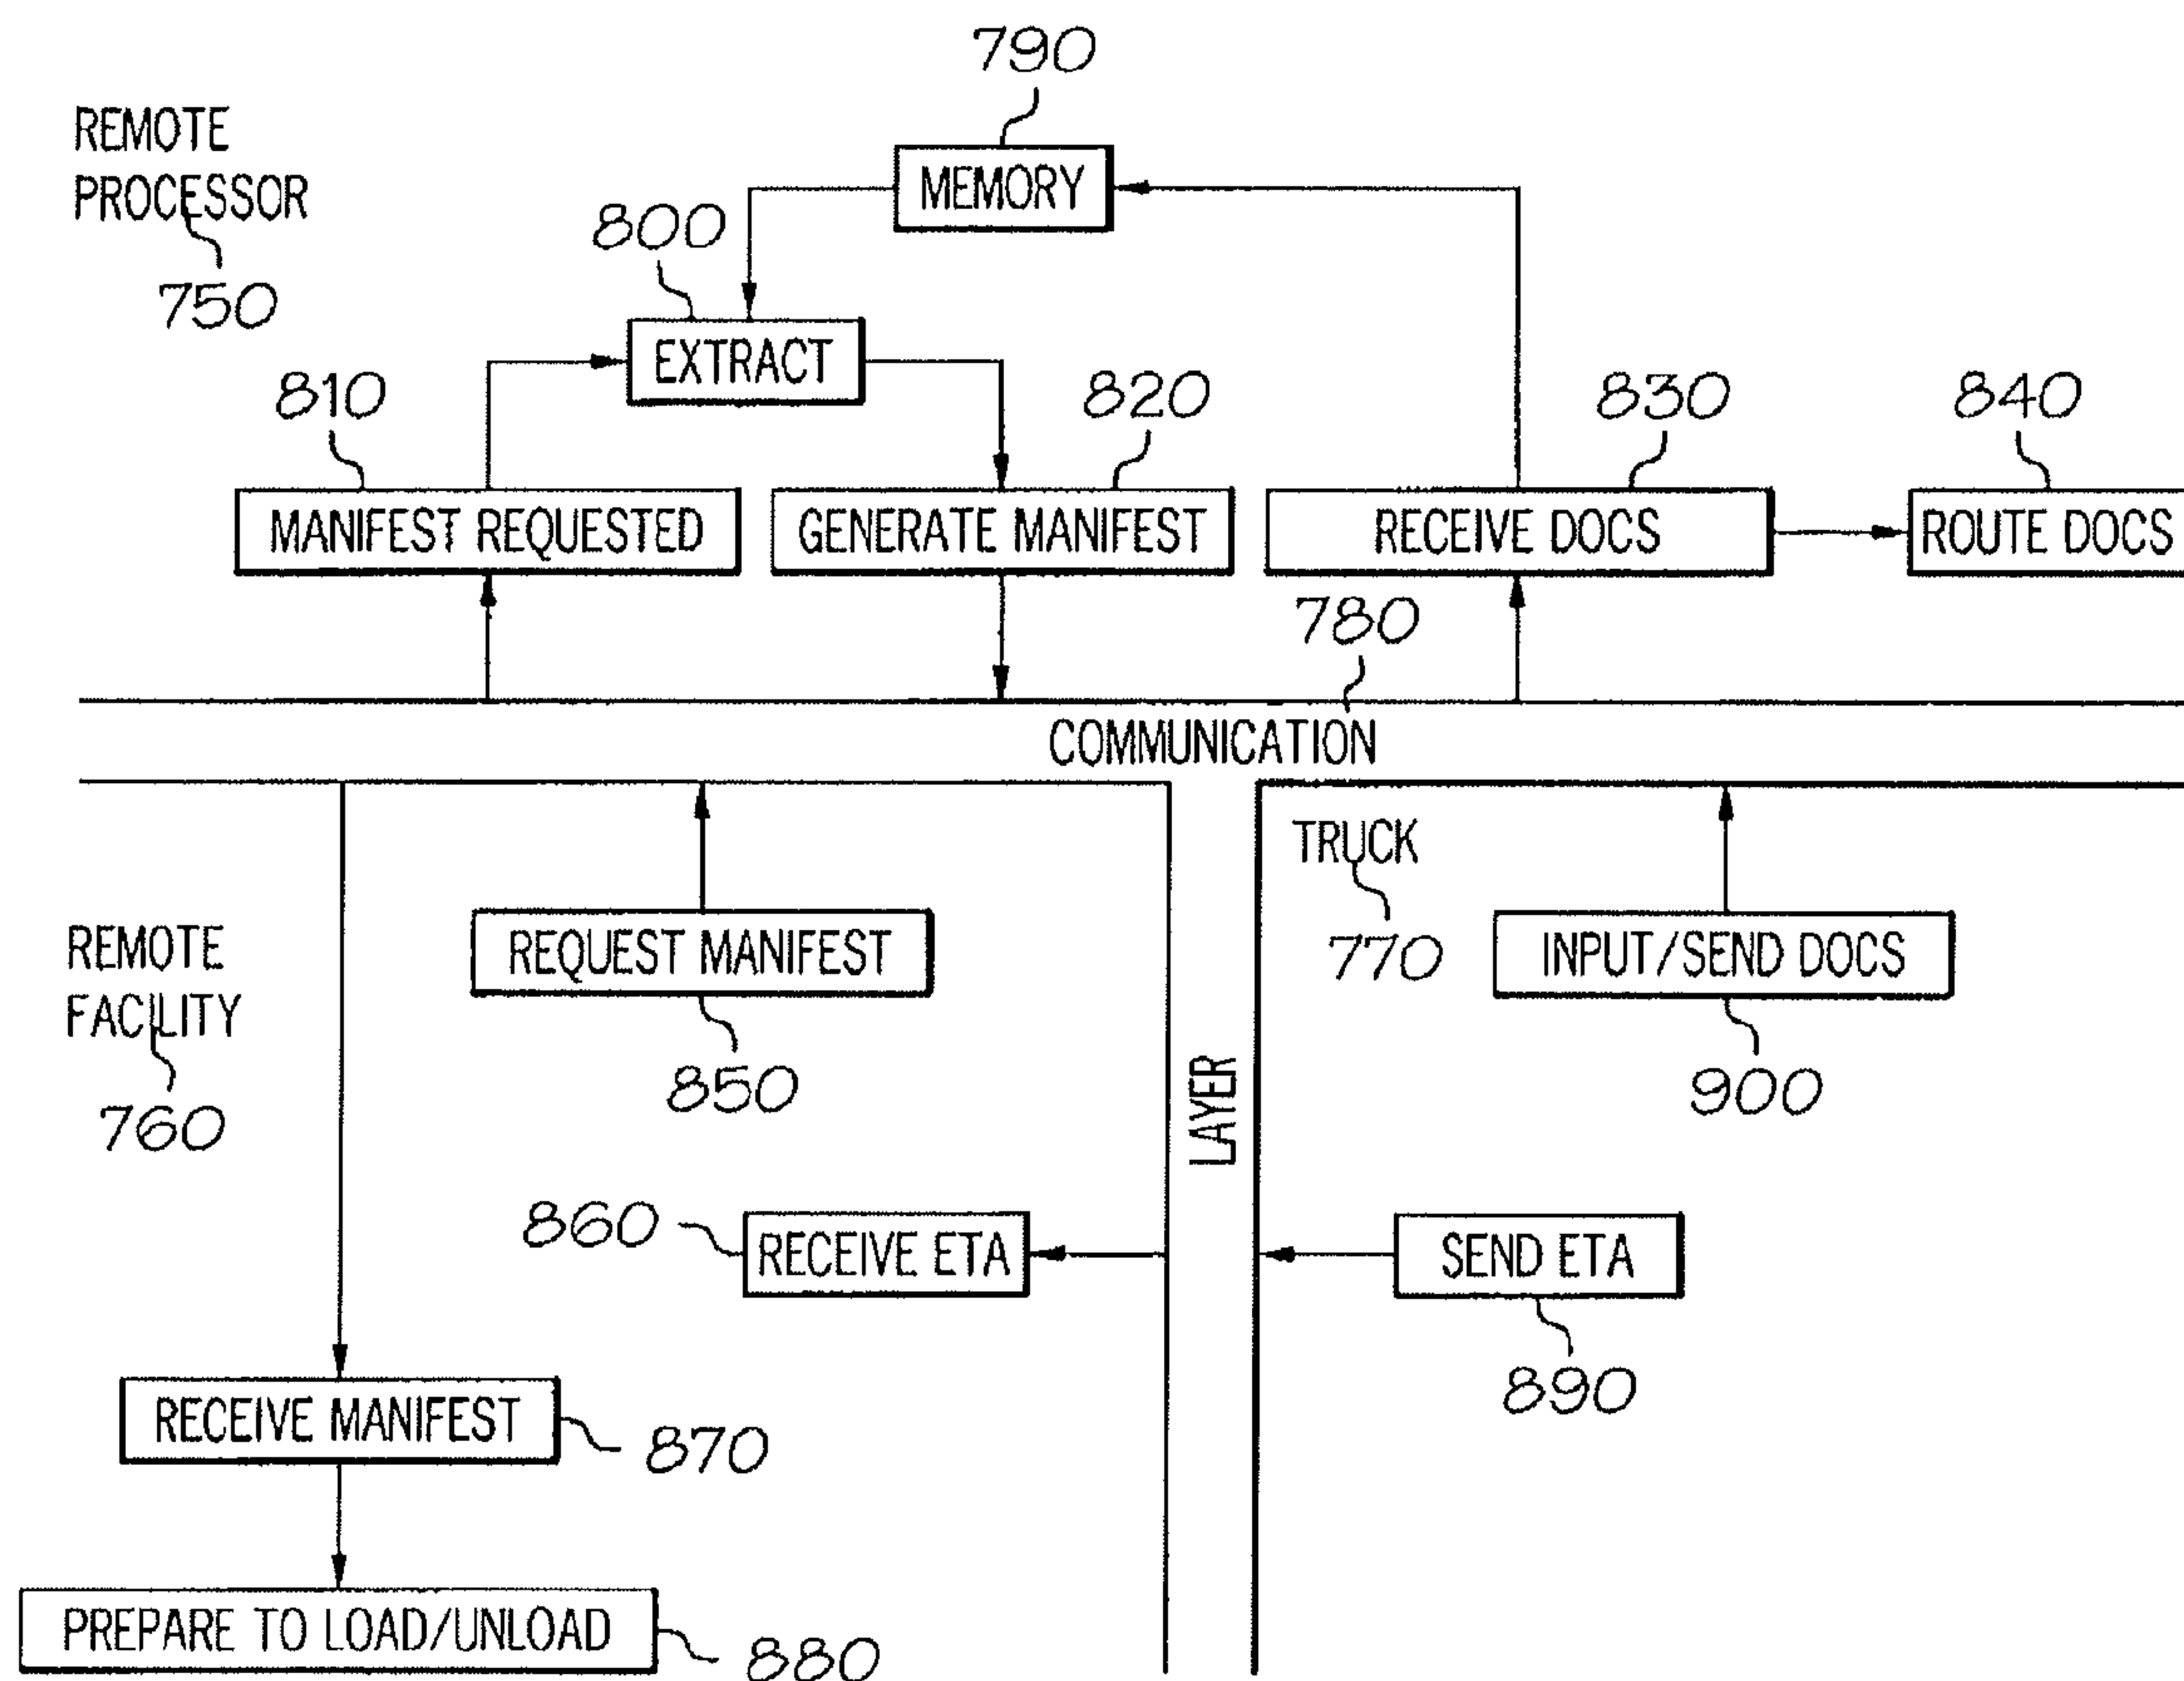 790
REMOTE
PROCESSOR
750
MEMORY
800
EXTRACT
810
820
830
840
MANIFEST REQUESTED
GENERATE MANIFEST
RECEIVE DOCS
ROUTE DOCS
780
COMMUNICATION
LAYER
TRUCK
770
REMOTE
FACILITY
760
REQUEST MANIFEST
850
INPUT/SEND DOCS
900
860
RECEIVE ETA
SEND ETA
890
RECEIVE MANIFEST
870
PREPARE TO LOAD/UNLOAD
880